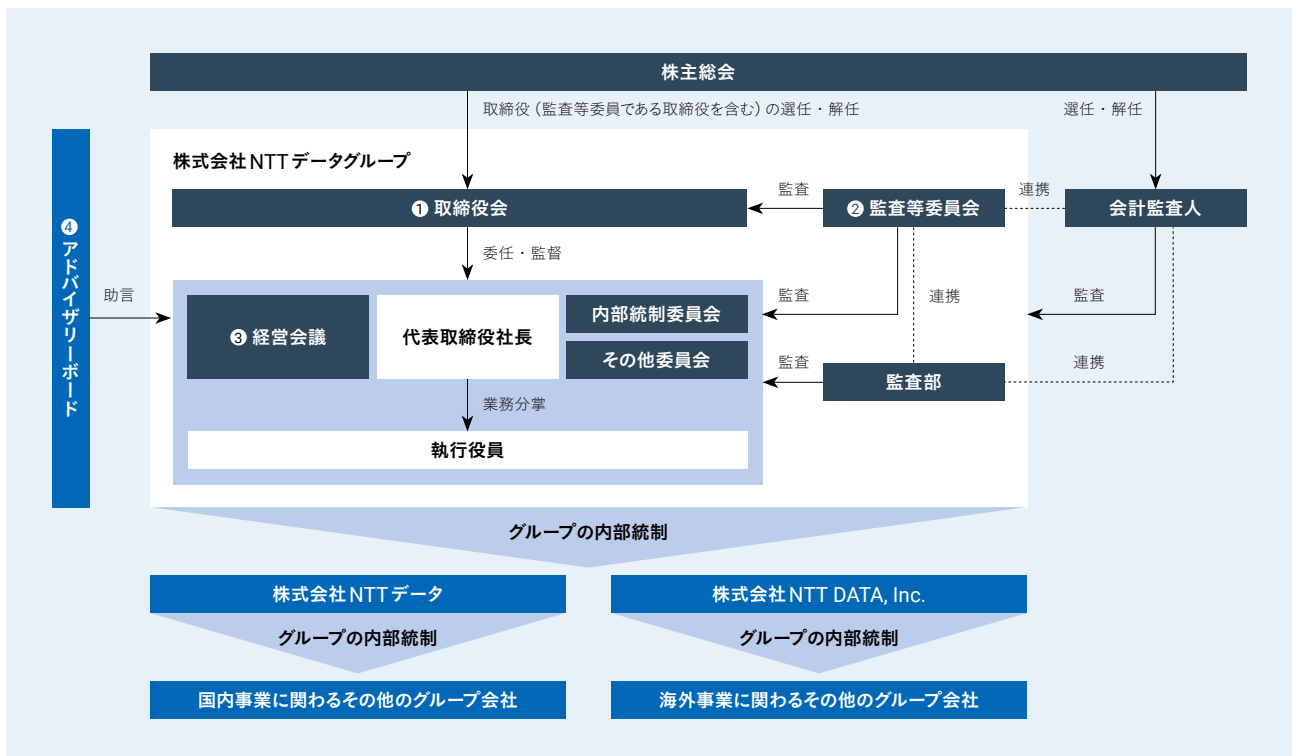 株主総会
取締役(監査等委員である取締役を含む)の選任・解任
選任・解任
株式会社NTTデータグループ
❶ 取締役会
監査
❷ 監査等委員会
連携
会計監査人
❹ アドバイザリーボード
助言
委任・監督
❸ 経営会議
代表取締役社長
内部統制委員会
その他委員会
監査
連携
監査
監査
監査部
連携
業務分掌
執行役員
グループの内部統制
株式会社NTTデータ
株式会社NTT DATA, Inc.
グループの内部統制
グループの内部統制
国内事業に関わるその他のグループ会社
海外事業に関わるその他のグループ会社